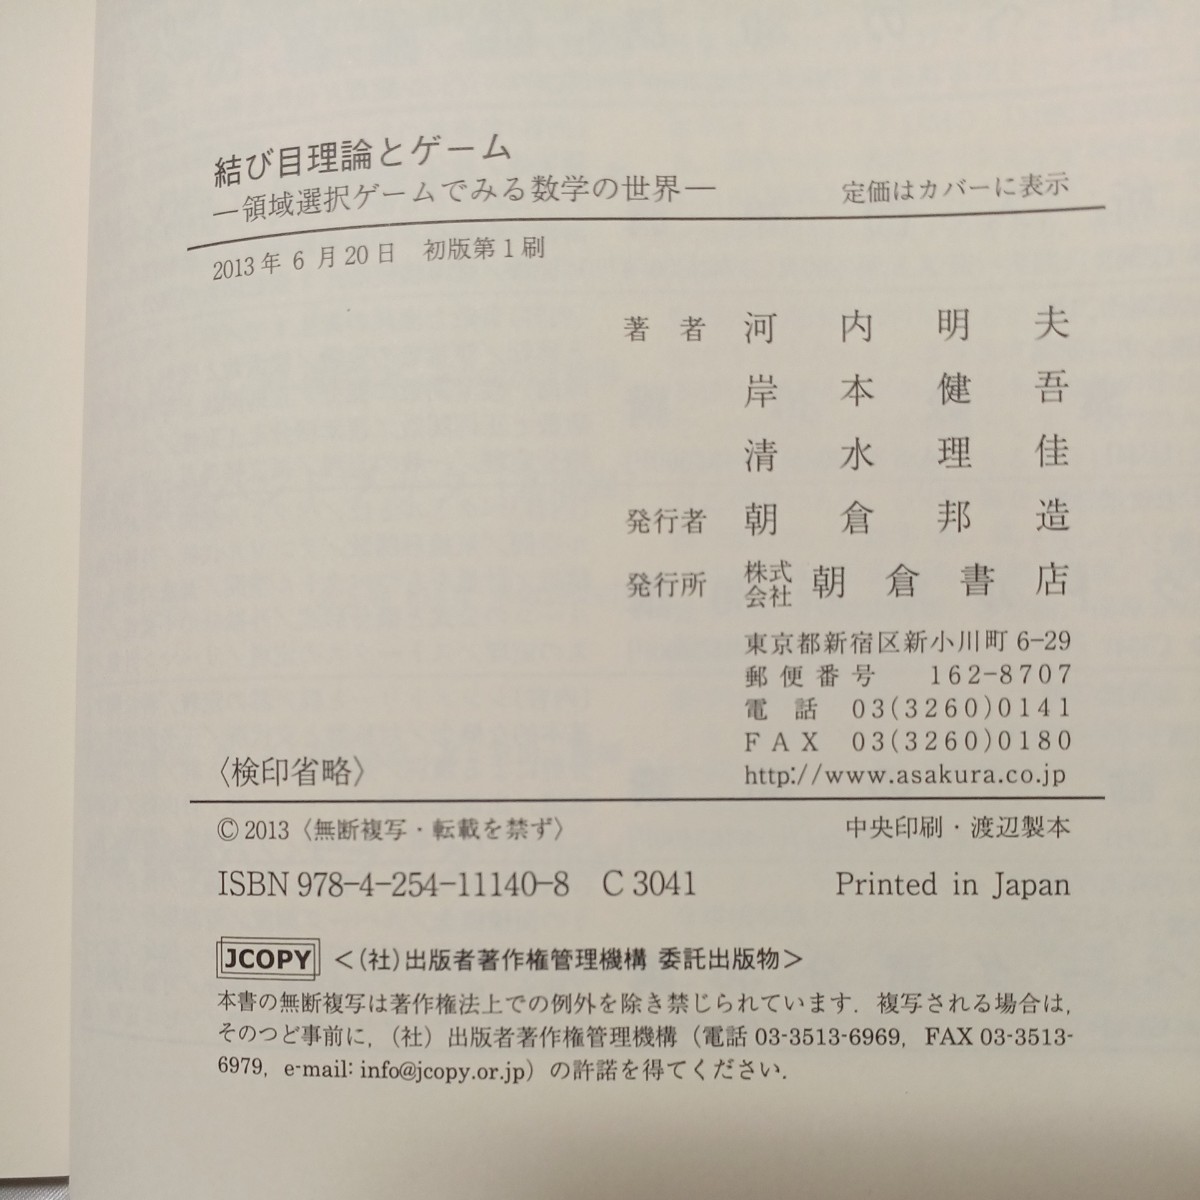 結び目理論とゲーム
—領域選択ゲームでみる数学の世界—
定価はカバーに表示
2013年6月20日 初版第1刷
著者 河内明夫
岸本健吾
清水理佳
発行者 朝倉邦造
発行所 株式会社 朝倉書店
東京都新宿区新小川町6-29
郵便番号 162-8707
電話 03(3260)0141
FAX 03(3260)0180
http://www.asakura.co.jp
〈検印省略〉
© 2013〈無断複写・転載を禁ず〉
中央印刷・渡辺製本
ISBN 978-4-254-11140-8 C 3041
Printed in Japan
JCOPY <(社)出版者著作権管理機構 委託出版物>
本書の無断複写は著作権法上での例外を除き禁じられています．複写される場合は，
そのつど事前に，（社）出版者著作権管理機構（電話 03-3513-6969，FAX 03-3513-
6979，e-mail: info@jcopy.or.jp）の許諾を得てください．